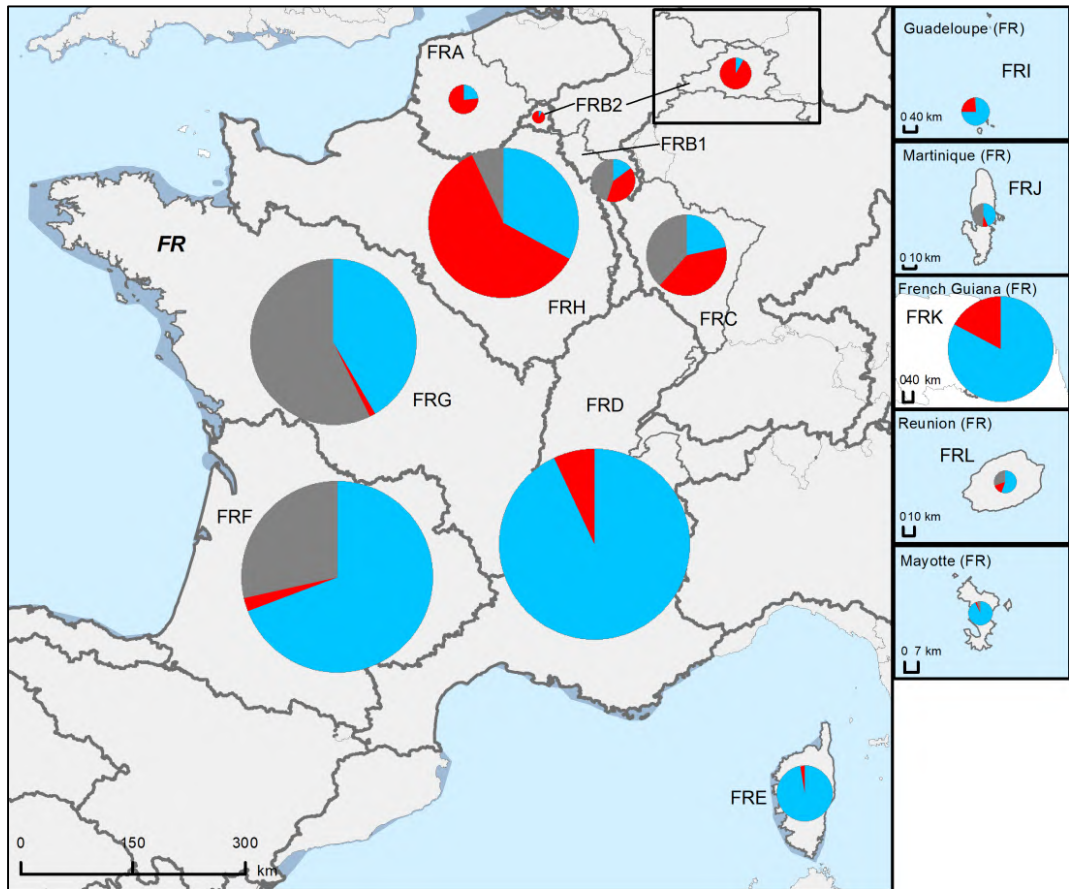 FRA
FRB2
FRB1
FR
FRH
FRC
FRG
FRD
FRF
FRE
0 150 300
km
Guadeloupe (FR)
FRI
0 40 km
Martinique (FR)
FRJ
0 10 km
French Guiana (FR)
FRK
0 40 km
Reunion (FR)
FRL
0 10 km
Mayotte (FR)
0 7 km